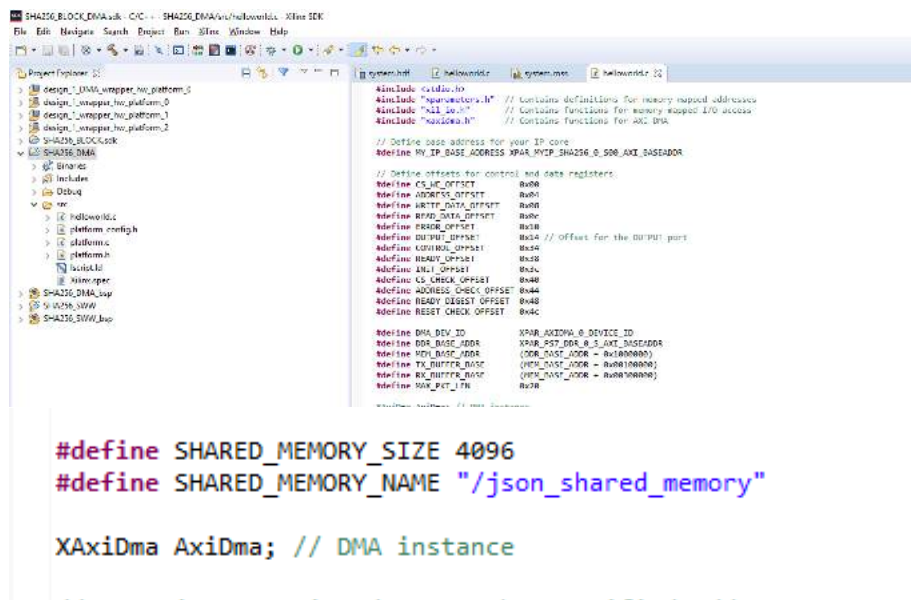 SHA256_BLOCK_DMA.sdk - C/C++ - SHA256_DMA/src/helloworld.c - Xilinx SDK
File Edit Navigate Search Project Run Xilinx Window Help
Project Explorer
design_1_DMA_wrapper_hw_platform_0
design_1_wrapper_hw_platform_0
design_1_wrapper_hw_platform_1
design_1_wrapper_hw_platform_2
SHA256_BLOCK.sdk
SHA256_DMA
Binaries
Includes
Debug
src
helloworld.c
platform_config.h
platform.c
platform.h
lscript.ld
Xilinx.spec
SHA256_DMA_bsp
SHA256_SWW
SHA256_SWW_bsp
system.hdf helloworld.c system.mss helloworld.c
#include <stdio.h>
#include "xparameters.h" // Contains definitions for memory mapped addresses
#include "xil_io.h" // Contains functions for memory-mapped I/O access
#include "xaxidma.h" // Contains functions for AXI DMA
// Define base address for your IP core
#define MY_IP_BASE_ADDRESS XPAR_MYIP_SHA256_0_S00_AXI_BASEADDR
// Define offsets for control and data registers
#define CS_WE_OFFSET 0x00
#define ADDRESS_OFFSET 0x04
#define WRITE_DATA_OFFSET 0x08
#define READ_DATA_OFFSET 0x0c
#define ERROR_OFFSET 0x10
#define OUTPUT_OFFSET 0x14 // Offset for the OUTPUT port
#define CONTROL_OFFSET 0x34
#define READY_OFFSET 0x38
#define INIT_OFFSET 0x3c
#define CS_CHECK_OFFSET 0x40
#define ADDRESS_CHECK_OFFSET 0x44
#define READY_DIGEST_OFFSET 0x48
#define RESET_CHECK_OFFSET 0x4c
#define DMA_DEV_ID XPAR_AXIDMA_0_DEVICE_ID
#define DDR_BASE_ADDR XPAR_PS7_DDR_0_S_AXI_BASEADDR
#define MEM_BASE_ADDR (DDR_BASE_ADDR + 0x1000000)
#define TX_BUFFER_BASE (MEM_BASE_ADDR + 0x00100000)
#define RX_BUFFER_BASE (MEM_BASE_ADDR + 0x00300000)
#define MAX_PKT_LEN 0x20
XAxiDma AxiDma; // DMA instance
#define SHARED_MEMORY_SIZE 4096
#define SHARED_MEMORY_NAME "/json_shared_memory"
XAxiDma AxiDma; // DMA instance